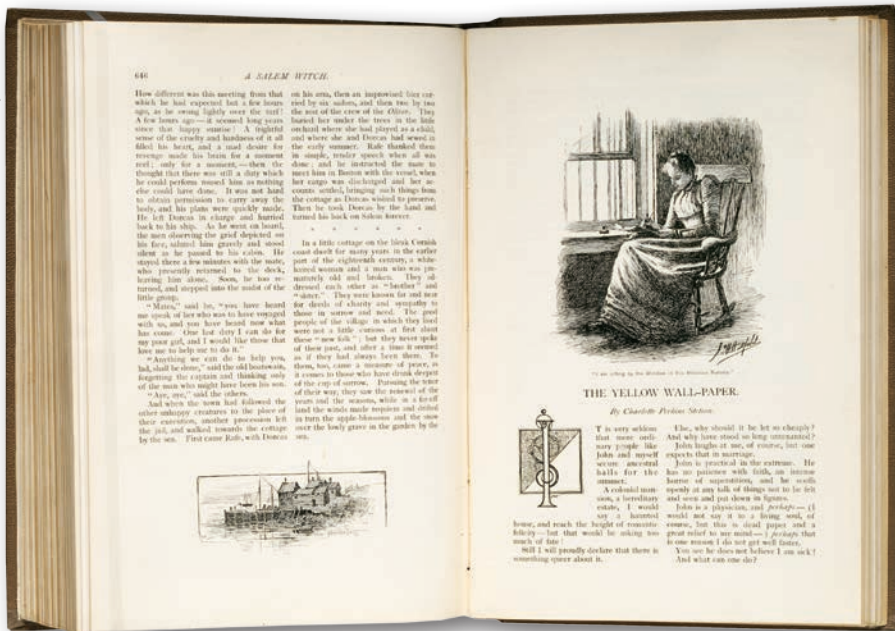 646
A SALEM WITCH.
How different was this meeting from that
which he had expected but a few hours
ago, as he swung lightly over the turf!
A few hours ago—it seemed long years
since that happy sunrise! A frightful
sense of the cruelty and hardness of it all
filled his heart, and a mad desire for
revenge made his brain for a moment
reel; only for a moment,—then the
thought that there was still a duty which
he could perform roused him as nothing
else could have done. It was not hard
to obtain permission to carry away the
body, and his plans were quickly made.
He left Dorcas in charge and hurried
back to his ship. As he went on board,
the men observing the grief depicted on
his face, saluted him gravely and stood
silent as he passed to his cabin. He
stayed there a few minutes with the mate,
who presently returned to the deck,
leaving him alone. Soon, he too re-
turned, and stepped into the midst of the
little group.
"Mates," said he, "you have heard
me speak of her who was to have voyaged
with us, and you have heard now what
has come. One last duty I can do for
my poor girl, and I would like those that
love me to help me to do it."
"Anything we can do to help you,
lad, shall be done," said the old boatswain,
forgetting the captain and thinking only
of the man who might have been his son.
"Aye, aye," said the others.
And when the town had followed the
other unhappy creatures to the place of
their execution, another procession left
the jail, and walked towards the cottage
by the sea. First came Rafe, with Dorcas
on his arm, then an improvised bier car-
ried by six sailors, and then two by two
the rest of the crew of the Olive. They
buried her under the trees in the little
orchard where she had played as a child,
and where she and Dorcas had sewed in
the early summer. Rafe thanked them
in simple, tender speech when all was
done; and he instructed the mate to
meet him in Boston with the vessel, when
her cargo was discharged and her ac-
counts settled, bringing such things from
the cottage as Dorcas wished to preserve.
Then he took Dorcas by the hand and
turned his back on Salem forever.
* * * * * *
In a little cottage on the bleak Cornish
coast dwelt for many years in the earlier
part of the eighteenth century, a white-
haired woman and a man who was pre-
maturely old and broken. They ad-
dressed each other as "brother" and
"sister." They were known far and near
for deeds of charity and sympathy to
those in sorrow and need. The good
people of the village in which they lived
were not a little curious at first about
these "new folk"; but they never spoke
of their past, and after a time it seemed
as if they had always been there. To
them, too, came a measure of peace, as
it comes to those who have drunk deepest
of the cup of sorrow. Pursuing the tenor
of their way, they saw the renewal of the
years and the seasons, while in a far-off
land the winds made requiem and drifted
in turn the apple-blossoms and the snow
over the lowly grave in the garden by the
sea.
"I am sitting by the Window in this Atrocious Nursery."
THE YELLOW WALL-PAPER.
By Charlotte Perkins Stetson.
IT is very seldom
that mere ordi-
nary people like
John and myself
secure ancestral
halls for the
summer.
A colonial man-
sion, a hereditary
estate, I would
say a haunted
house, and reach the height of romantic
felicity—but that would be asking too
much of fate!
Still I will proudly declare that there is
something queer about it.
Else, why should it be let so cheaply?
And why have stood so long untenanted?
John laughs at me, of course, but one
expects that in marriage.
John is practical in the extreme. He
has no patience with faith, an intense
horror of superstition, and he scoffs
openly at any talk of things not to be felt
and seen and put down in figures.
John is a physician, and perhaps—(I
would not say it to a living soul, of
course, but this is dead paper and a
great relief to my mind—) perhaps that
is one reason I do not get well faster.
You see he does not believe I am sick!
And what can one do?